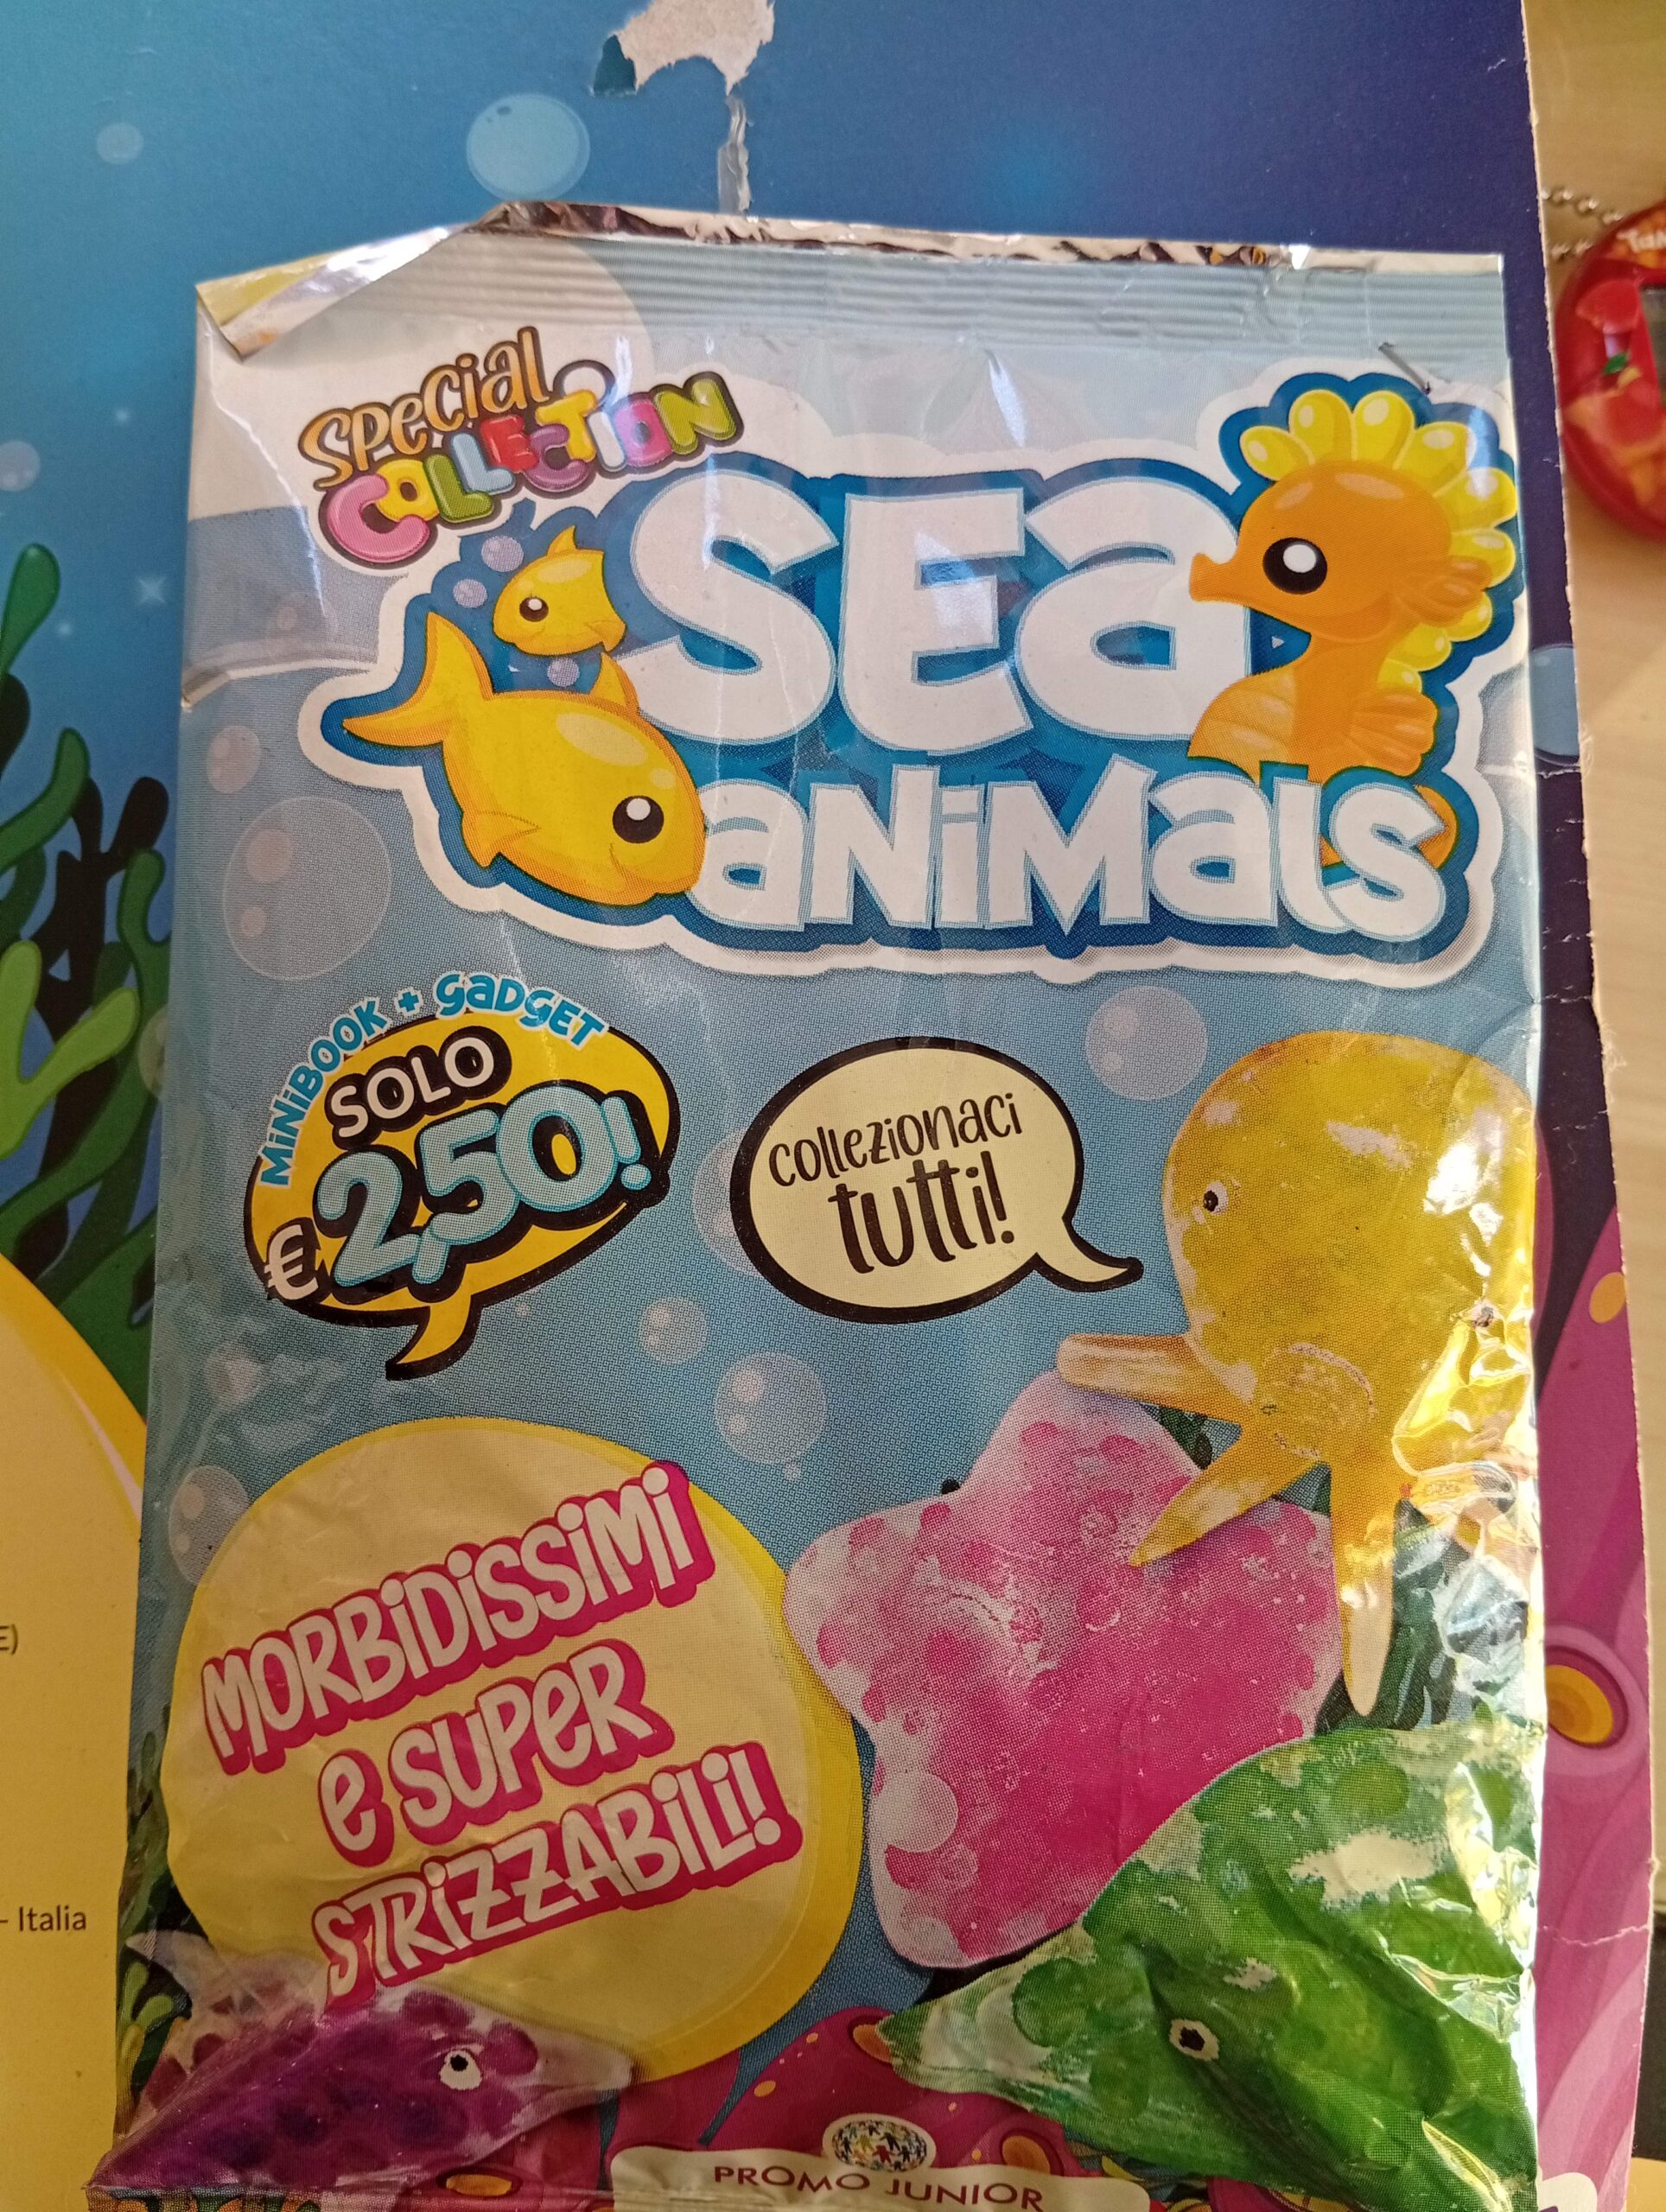 Special
COLLECTION
SEA
ANIMALS
MINIBOOK + GADGET
SOLO
€ 2,50!
collezionaci
tutti!
MORBIDISSIMI
e SUPER
STRIZZABILI!
- Italia
PROMO JUNIOR